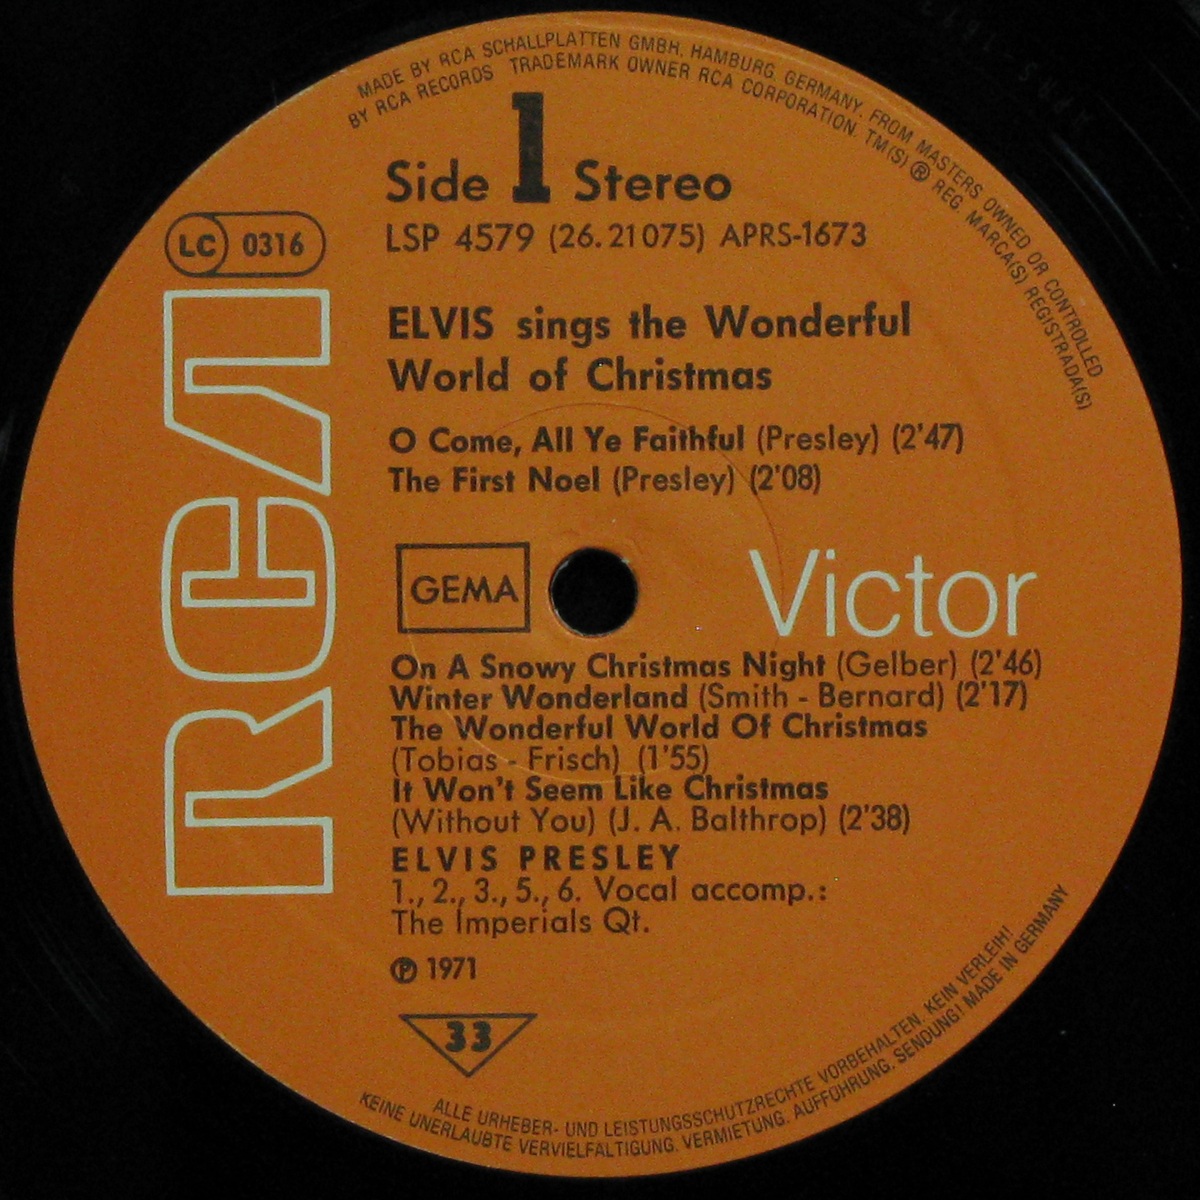 MADE BY RCA SCHALLPLATTEN GMBH, HAMBURG GERMANY. FROM MASTERS OWNED OR CONTROLLED
BY RCA RECORDS TRADEMARK OWNER RCA CORPORATION. TM(S) ® REG. MARCA(S) REGISTRADA(S)
Side 1 Stereo
LC 0316
LSP 4579 (26.21075) APRS-1673
RCA
ELVIS sings the Wonderful
World of Christmas
O Come, All Ye Faithful (Presley) (2'47)
The First Noel (Presley) (2'08)
GEMA
Victor
On A Snowy Christmas Night (Gelber) (2'46)
Winter Wonderland (Smith - Bernard) (2'17)
The Wonderful World Of Christmas
(Tobias - Frisch) (1'55)
It Won't Seem Like Christmas
(Without You) (J. A. Balthrop) (2'38)
ELVIS PRESLEY
1., 2., 3., 5., 6. Vocal accomp.:
The Imperials Qt.
℗ 1971
33
ALLE URHEBER- UND LEISTUNGSSCHUTZRECHTE VORBEHALTEN. KEIN VERLEIH!
KEINE UNERLAUBTE VERVIELFÄLTIGUNG. VERMIETUNG. AUFFÜHRUNG. SENDUNG! MADE IN GERMANY